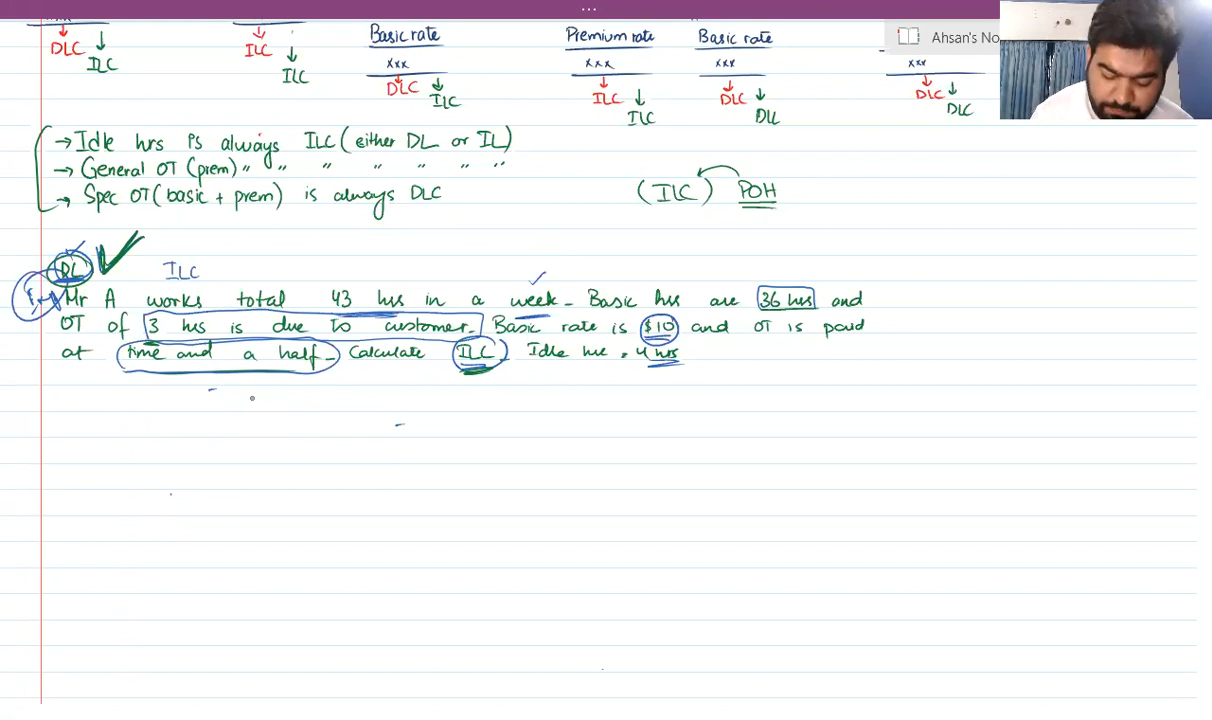 ...
Ahsan's No
Basic rate Premium rate Basic rate
xxx xxx xxx xxx
DLC ILC ILC ILC DLC ILC ILC ILC DLC DLC DLC DLC
→ Idle hrs is always ILC (either DL or IL)
→ General OT (prem) " " " " " " "
→ Spec OT (basic + prem) is always DLC
(ILC) POH
DL ILC
Mr A works total 43 hrs in a week. Basic hrs are 36 hrs and
OT of 3 hrs is due to customer. Basic rate is $10 and OT is paid
at time and a half. Calculate ILC. Idle hrs = 4 hrs